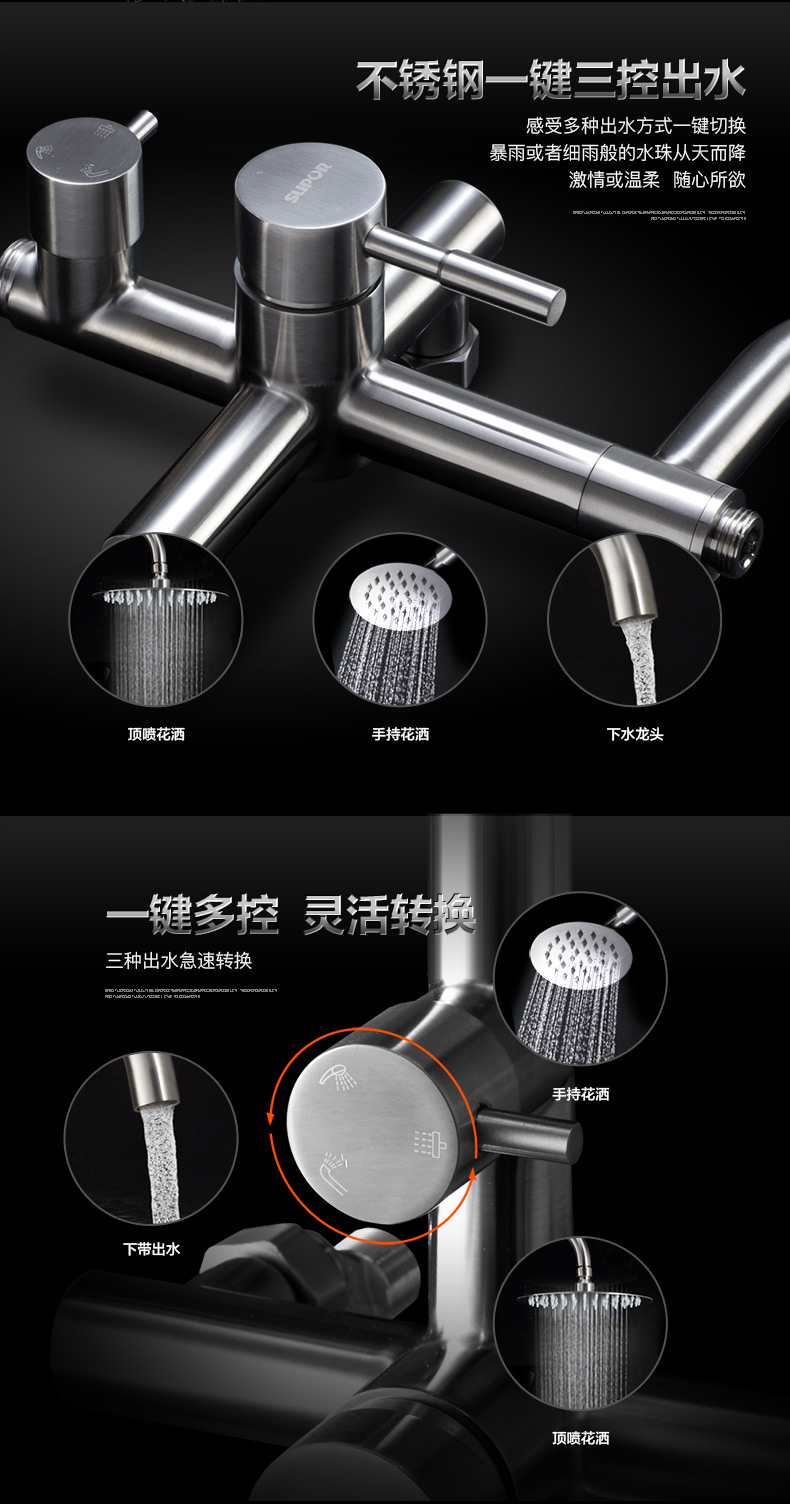 不锈钢一键三控出水
感受多种出水方式一键切换
暴雨或者细雨般的水珠从天而降
激情或温柔 随心所欲
SUPOR
顶喷花洒
手持花洒
下水龙头
一键多控 灵活转换
三种出水急速转换
手持花洒
下带出水
顶喷花洒